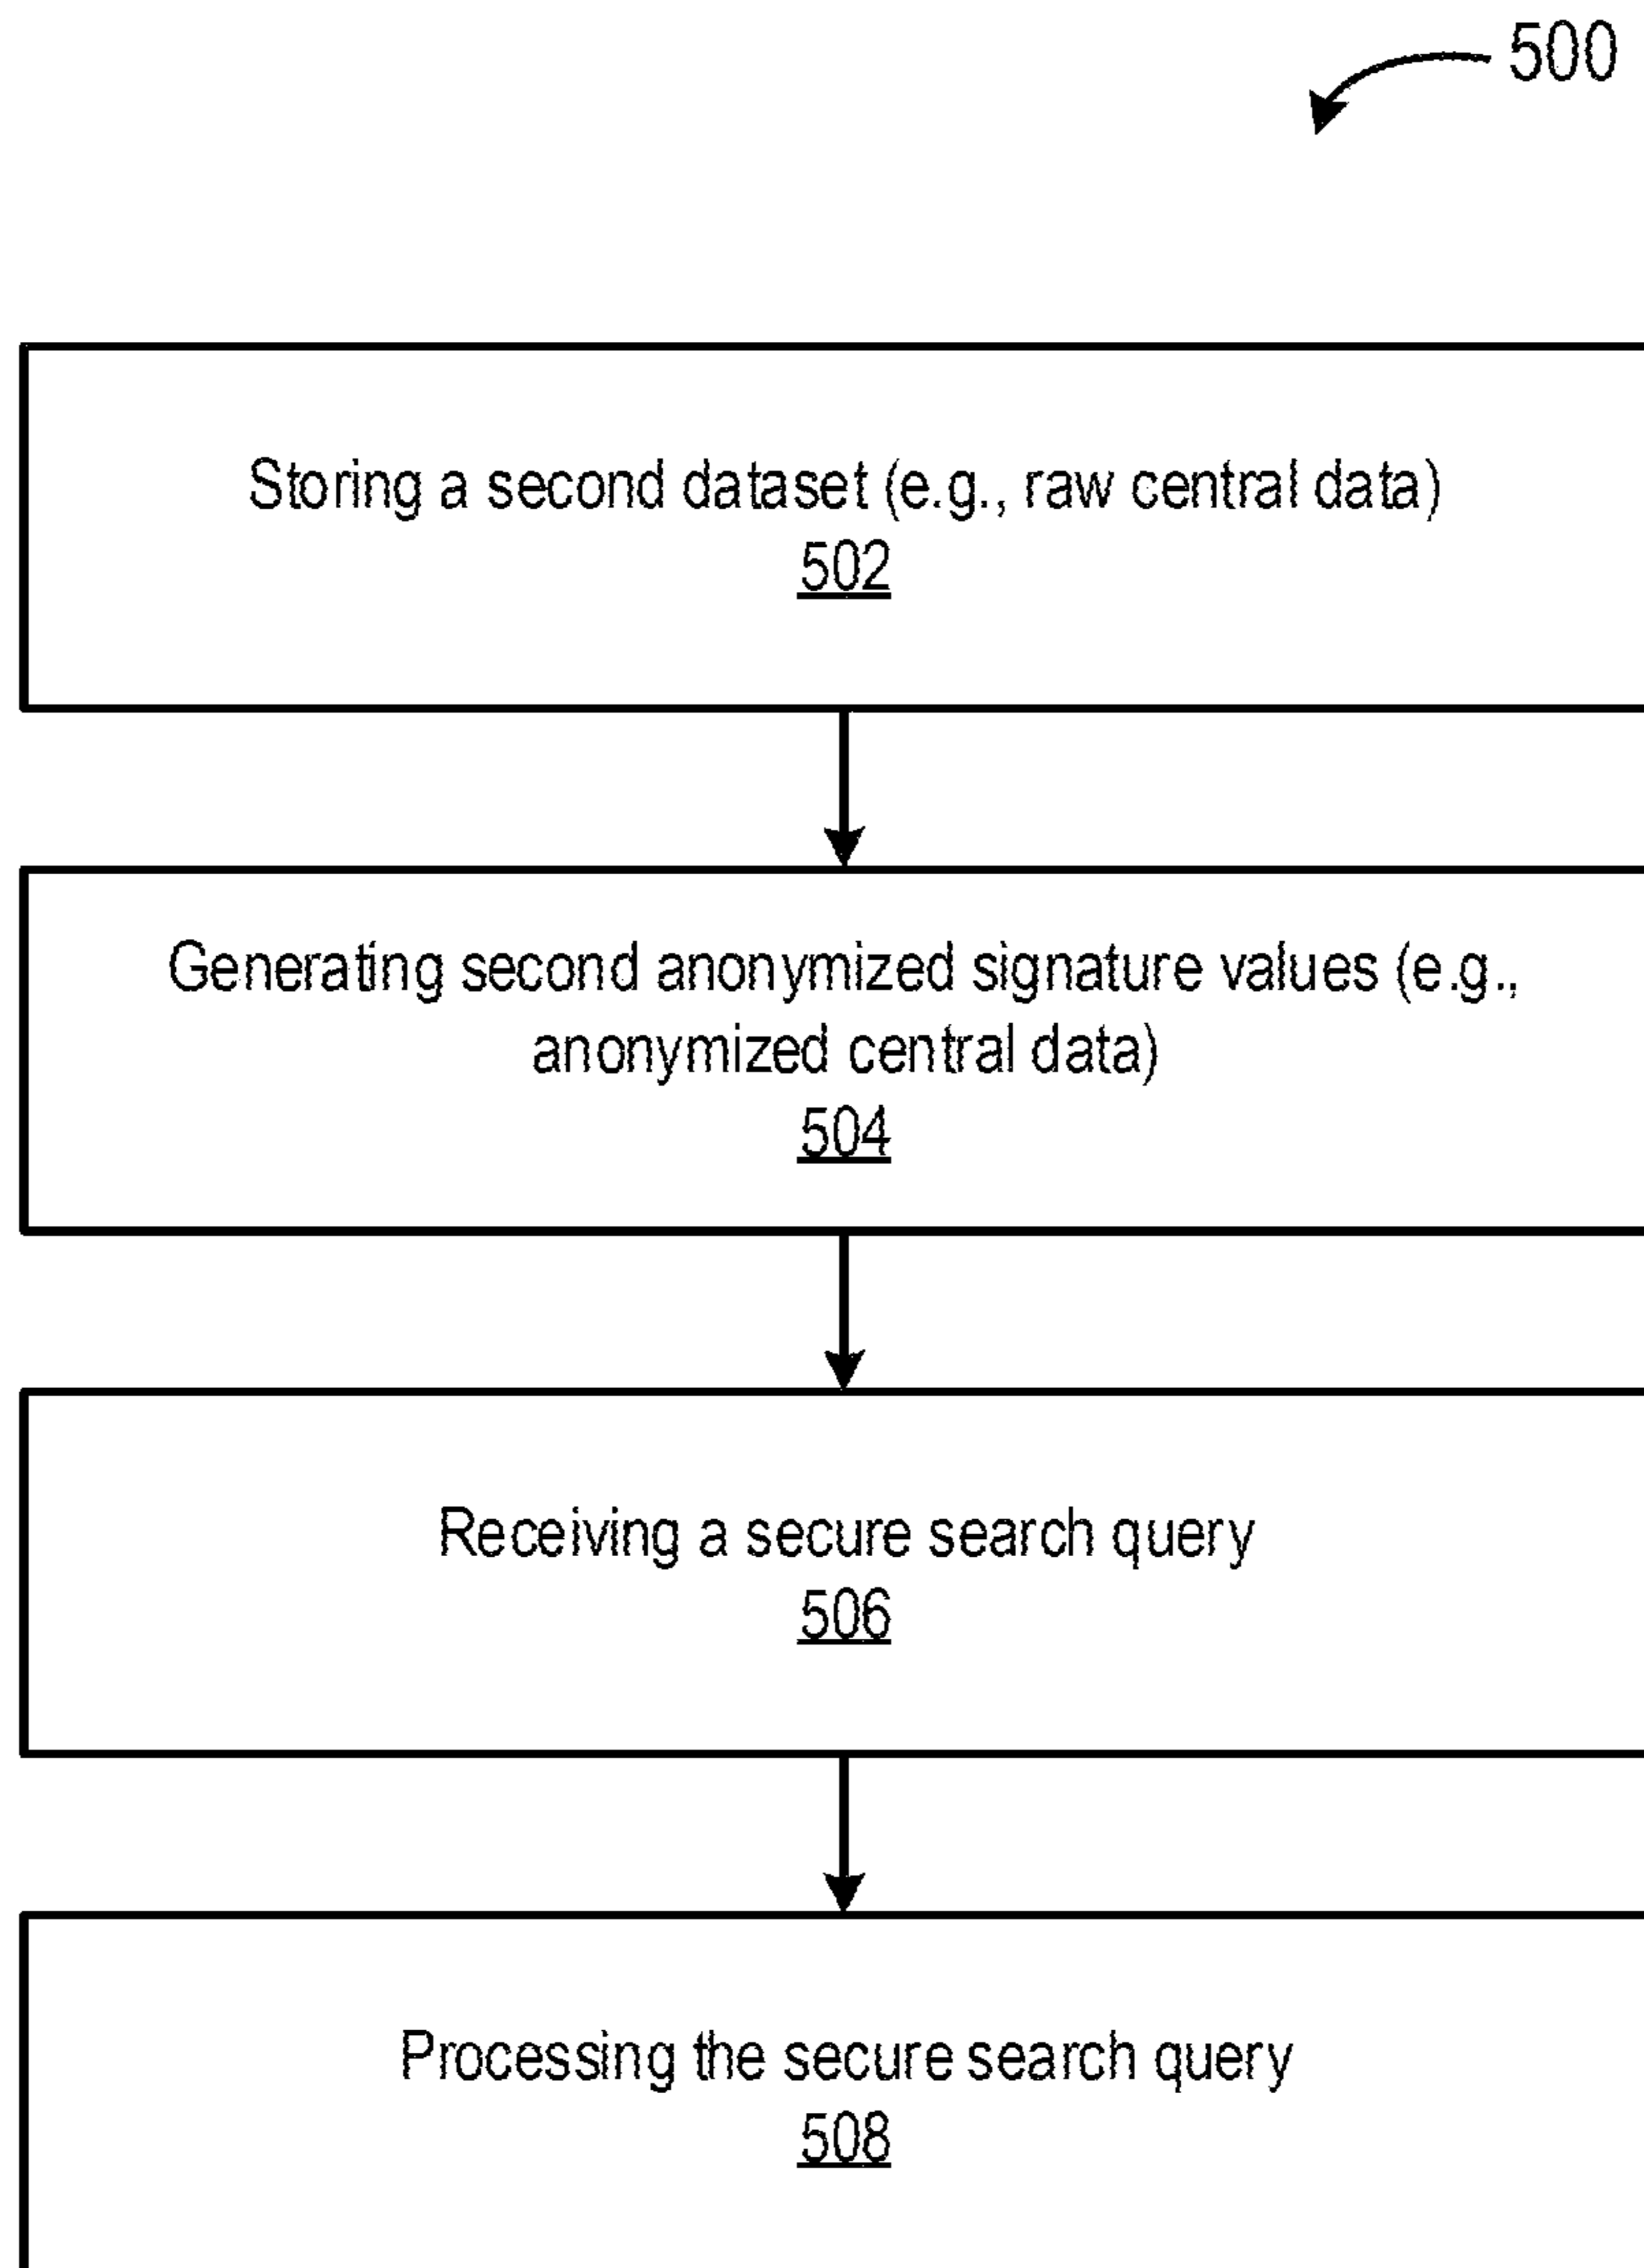 500
Storing a second dataset (e.g., raw central data)
502
Generating second anonymized signature values (e.g.,
anonymized central data)
504
Receiving a secure search query
506
Processing the secure search query
508